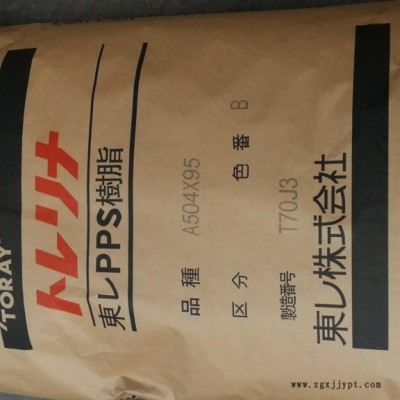 TORAY
トレリナ
東レPPS樹脂
品種 A504X95
区分 色番 B
製造番号 T70J3
東レ株式会社
www.zgxjjypt.com